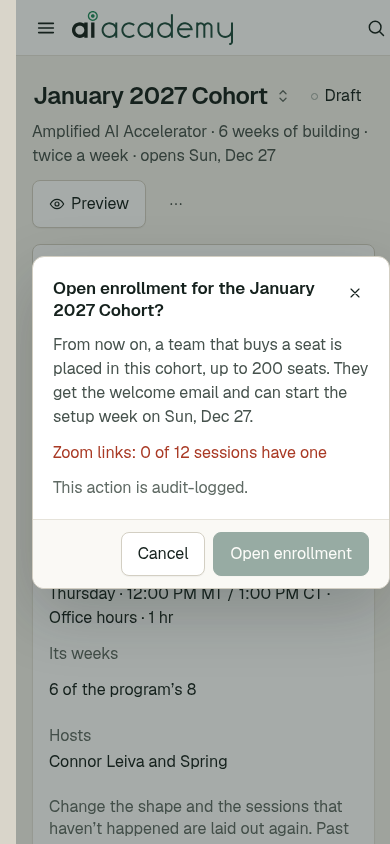 ai academy
January 2027 Cohort
Draft
Amplified AI Accelerator · 6 weeks of building ·
twice a week · opens Sun, Dec 27
Preview
···
Open enrollment for the January
2027 Cohort?
From now on, a team that buys a seat is
placed in this cohort, up to 200 seats. They
get the welcome email and can start the
setup week on Sun, Dec 27.
Zoom links: 0 of 12 sessions have one
This action is audit-logged.
Cancel
Open enrollment
Thursday · 12:00 PM MT / 1:00 PM CT ·
Office hours · 1 hr
Its weeks
6 of the program’s 8
Hosts
Connor Leiva and Spring
Change the shape and the sessions that
haven’t happened are laid out again. Past